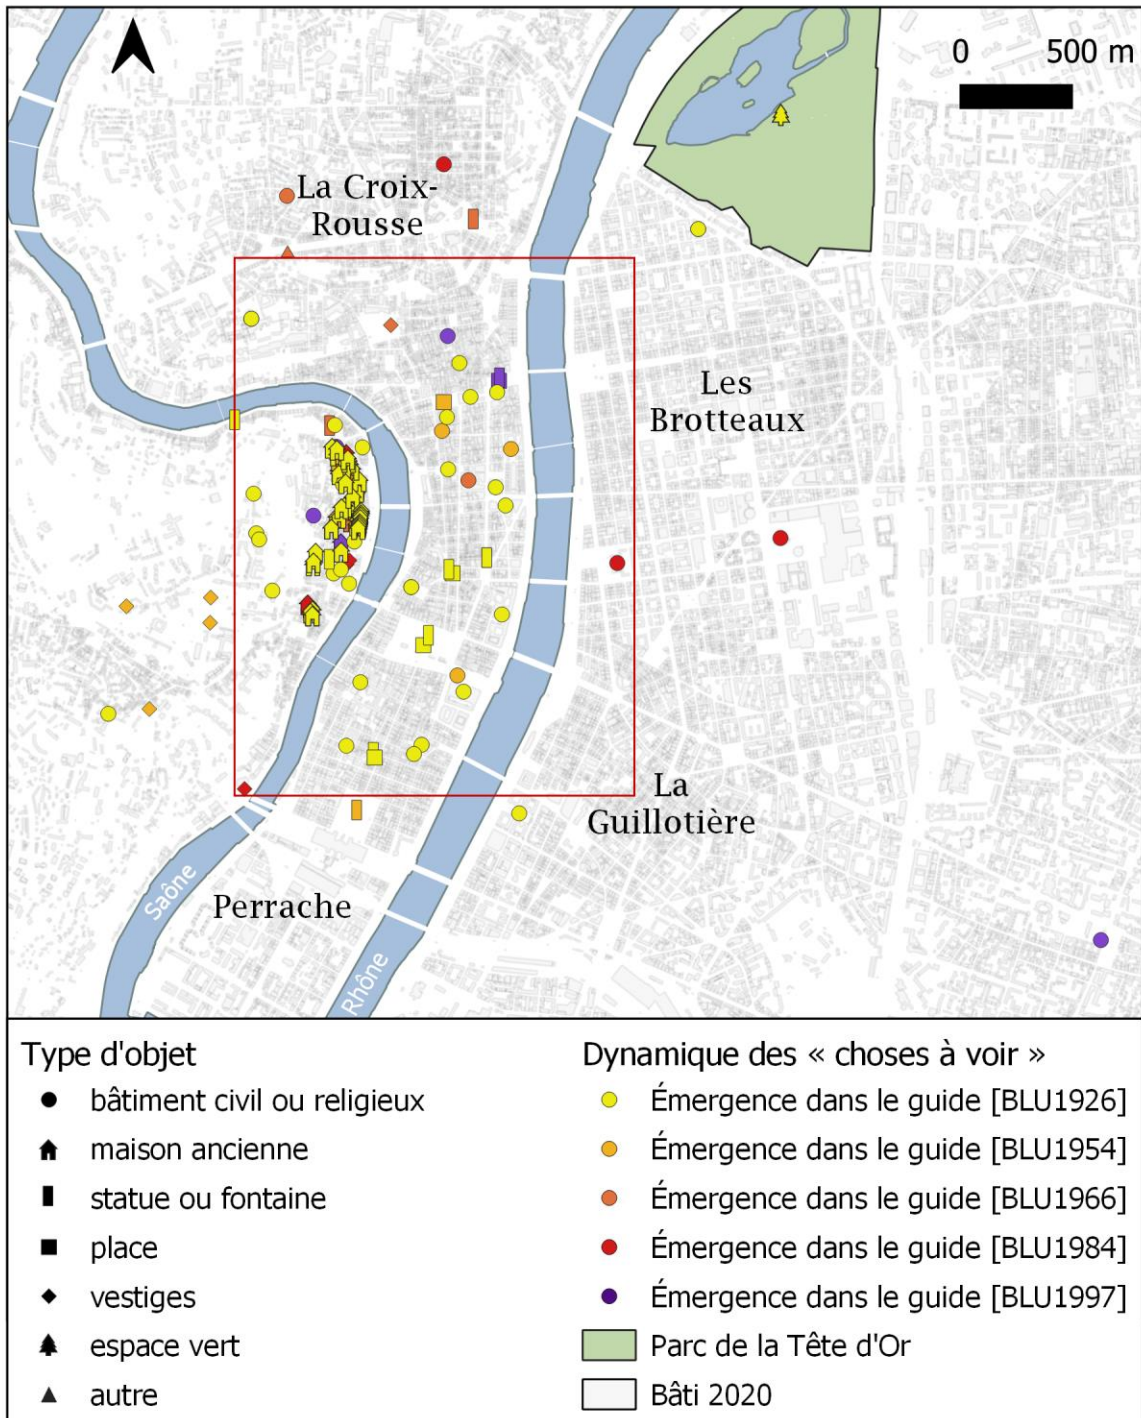 0 500 m
La Croix-
Rousse
Les
Brotteaux
La
Guillotière
Perrache
Saône
Rhône
Type d'objet
bâtiment civil ou religieux
maison ancienne
statue ou fontaine
place
vestiges
espace vert
autre
Dynamique des « choses à voir »
Émergence dans le guide [BLU1926]
Émergence dans le guide [BLU1954]
Émergence dans le guide [BLU1966]
Émergence dans le guide [BLU1984]
Émergence dans le guide [BLU1997]
Parc de la Tête d'Or
Bâti 2020